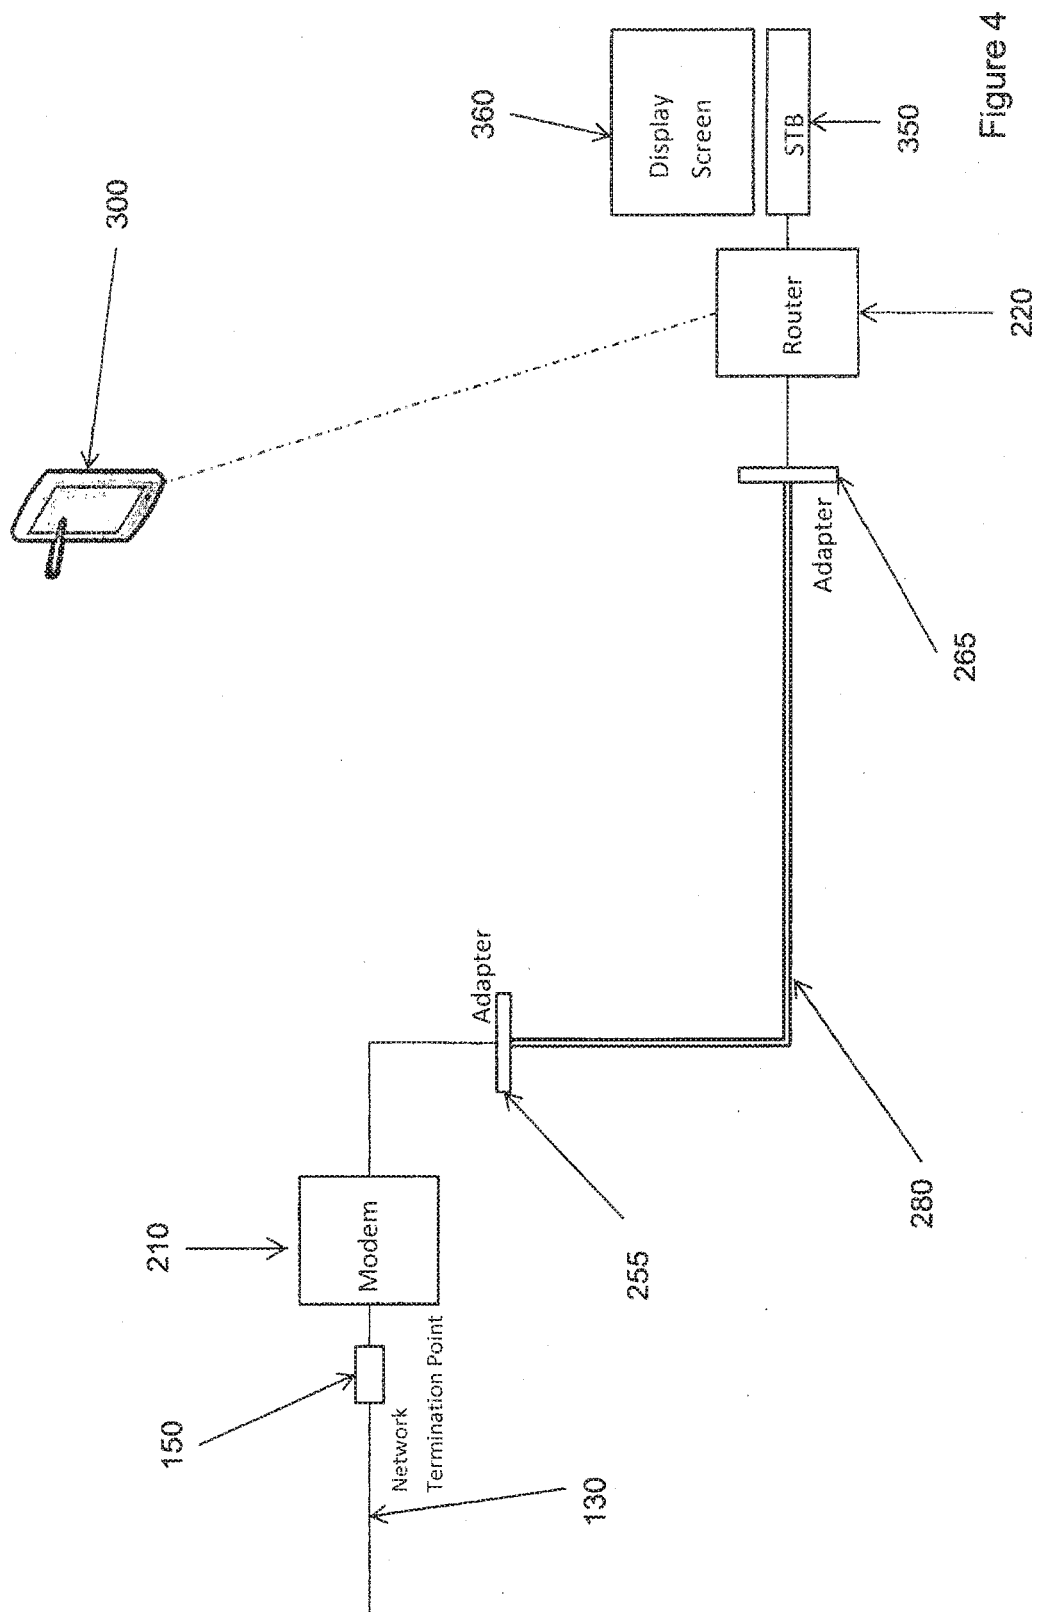 300
360
Display
Screen
STB
350
Router
220
Adapter
265
Adapter
255
280
210
Modem
150
Network
Termination Point
130
Figure 4